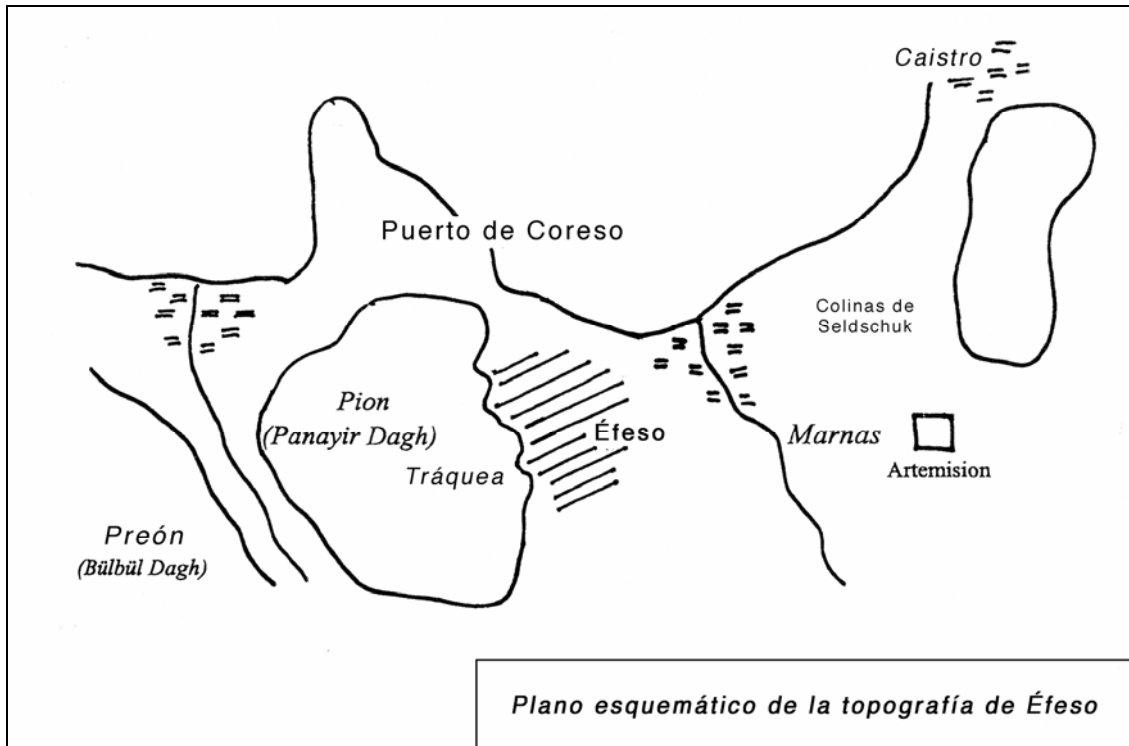 Caistro
Puerto de Coreso
Colinas de
Seldschuk
Pion
(Panayir Dagh)
Tráquea
Éfeso
Marnas
Artemision
Preón
(Bülbül Dagh)
Plano esquemático de la topografía de Éfeso